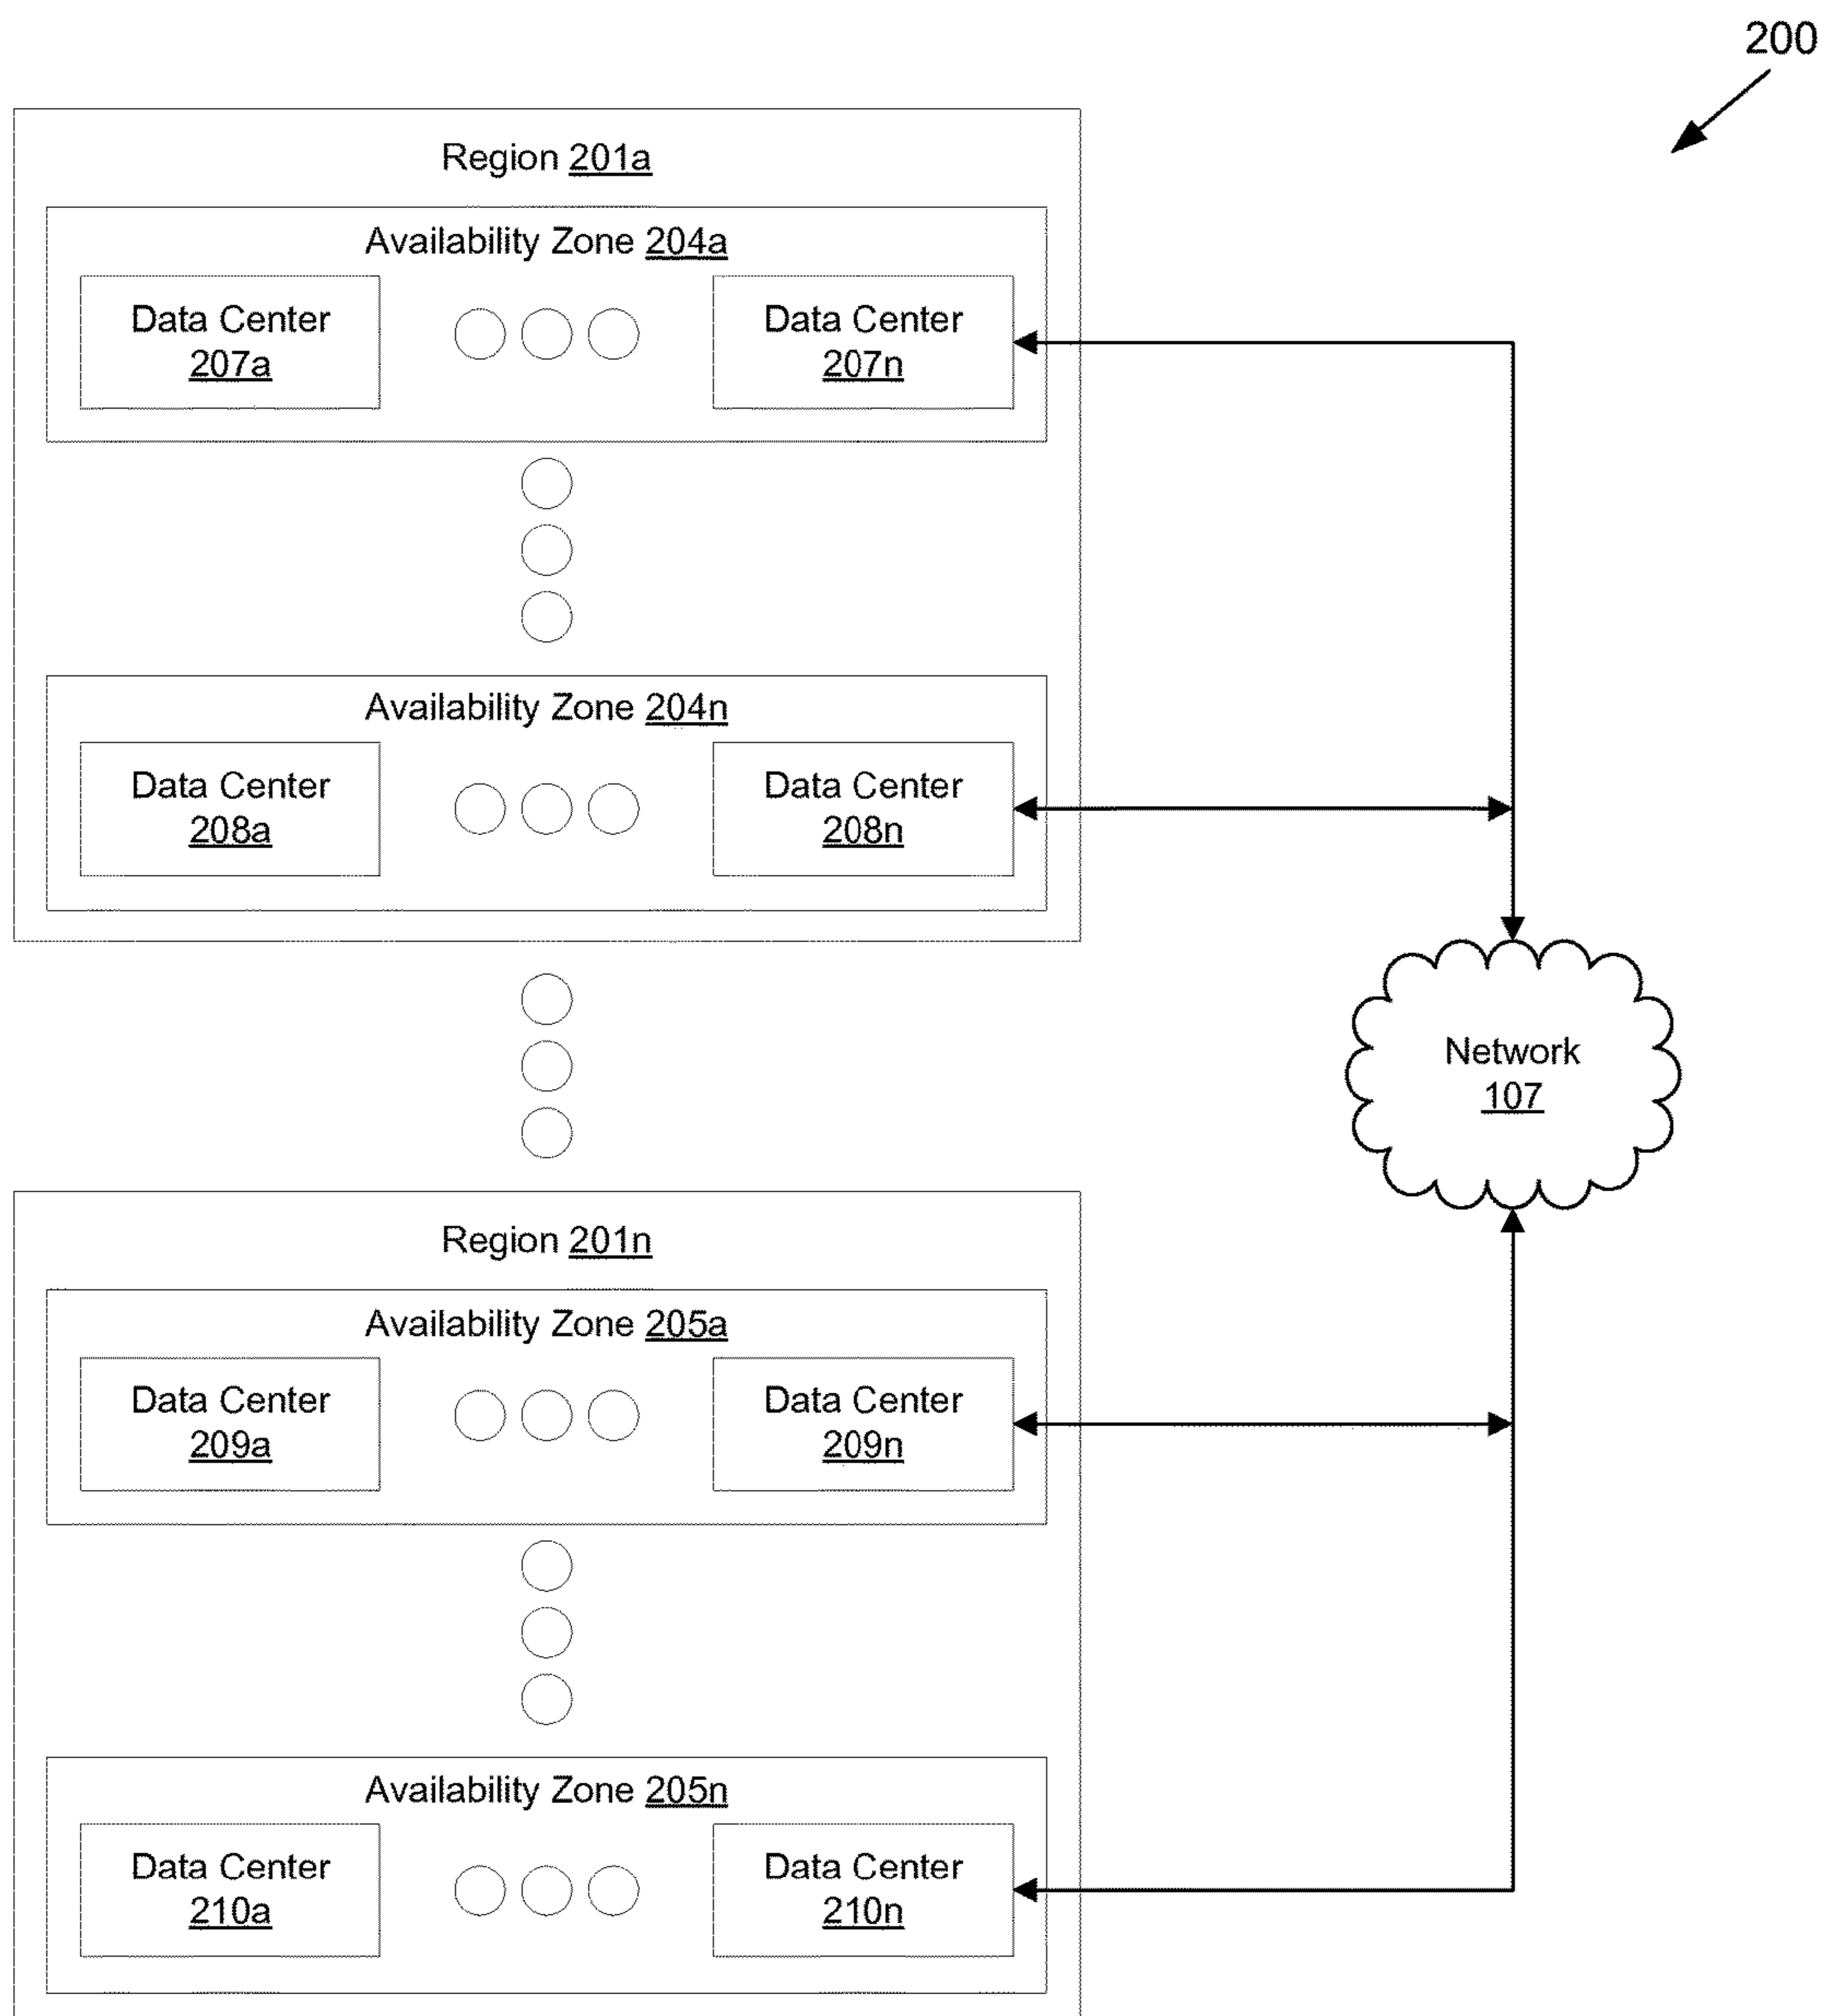 200
Region 201a
Availability Zone 204a
Data Center
207a
Data Center
207n
Availability Zone 204n
Data Center
208a
Data Center
208n
Network
107
Region 201n
Availability Zone 205a
Data Center
209a
Data Center
209n
Availability Zone 205n
Data Center
210a
Data Center
210n